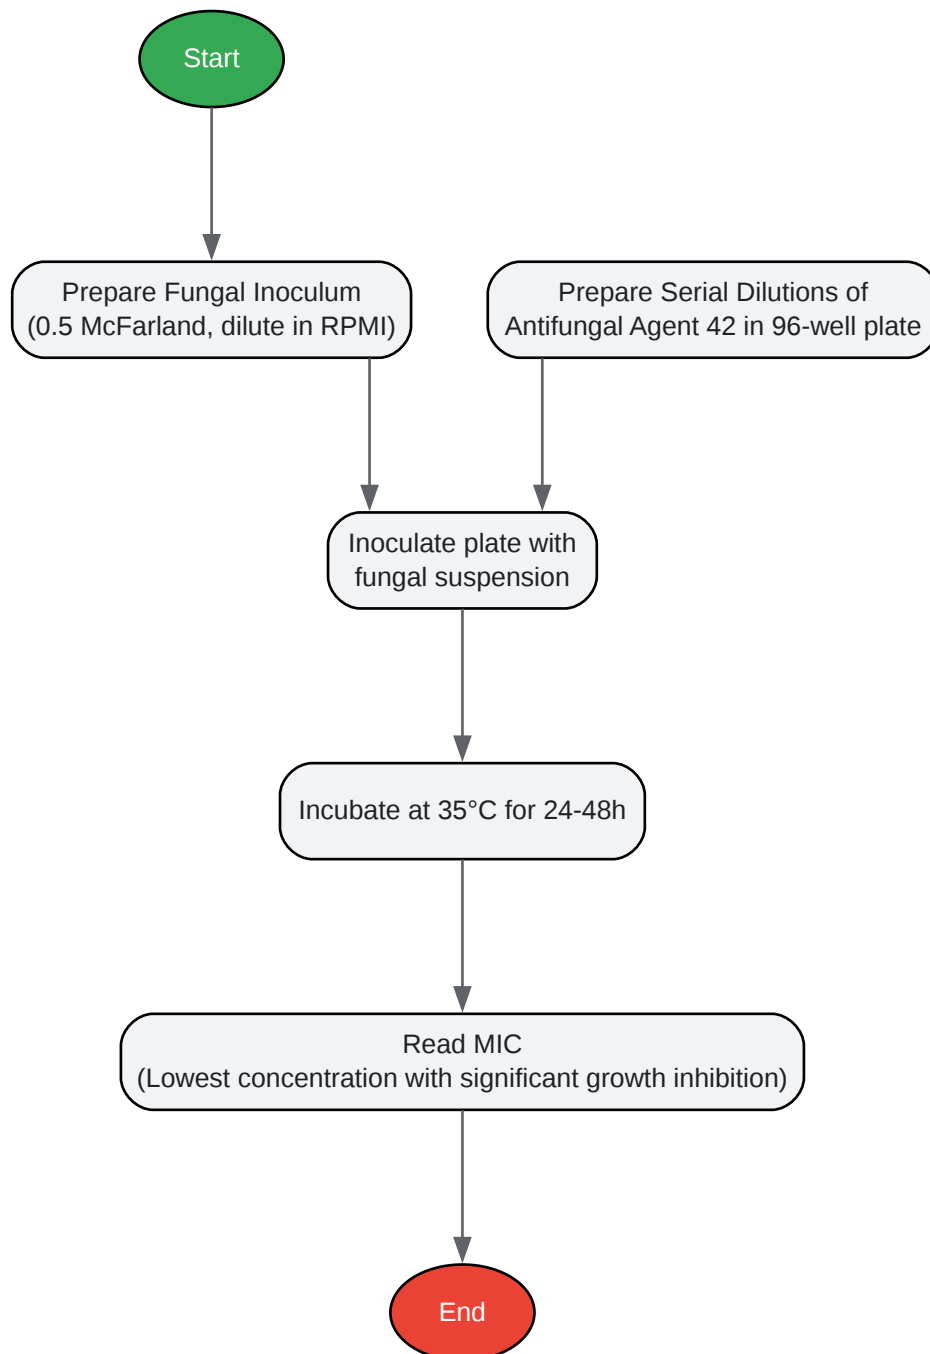 Start
Prepare Fungal Inoculum
(0.5 McFarland, dilute in RPMI)
Prepare Serial Dilutions of
Antifungal Agent 42 in 96-well plate
Inoculate plate with
fungal suspension
Incubate at 35°C for 24-48h
Read MIC
(Lowest concentration with significant growth inhibition)
End